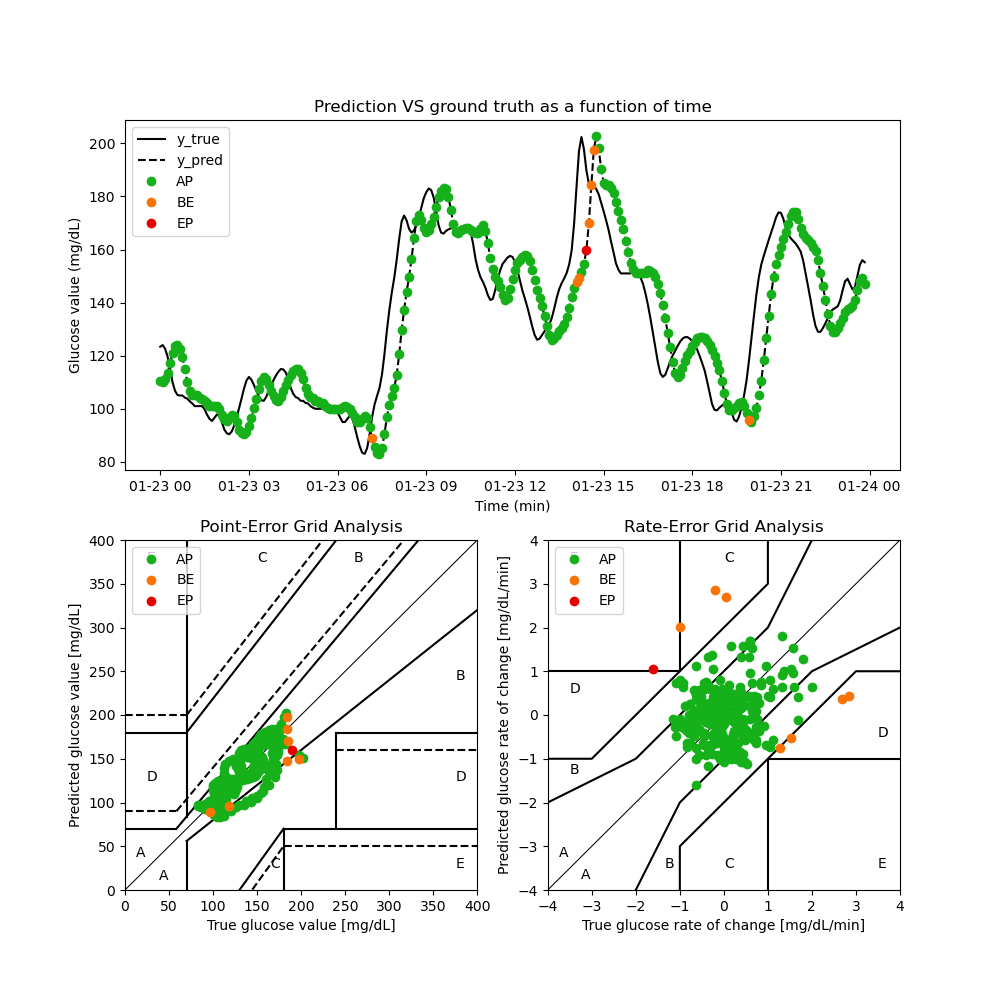 Prediction VS ground truth as a function of time
Glucose value (mg/dL)
200
180
160
140
120
100
80
y_true
y_pred
AP
BE
EP
01-23 00 01-23 03 01-23 06 01-23 09 01-23 12 01-23 15 01-23 18 01-23 21 01-24 00
Time (min)
Point-Error Grid Analysis
Predicted glucose value [mg/dL]
400
350
300
250
200
150
100
50
0
AP
BE
EP
C
B
B
D
D
A
A
C
E
0 50 100 150 200 250 300 350 400
True glucose value [mg/dL]
Rate-Error Grid Analysis
Predicted glucose rate of change [mg/dL/min]
4
3
2
1
0
−1
−2
−3
−4
AP
BE
EP
C
D
D
B
A
A
B
C
E
−4 −3 −2 −1 0 1 2 3 4
True glucose rate of change [mg/dL/min]